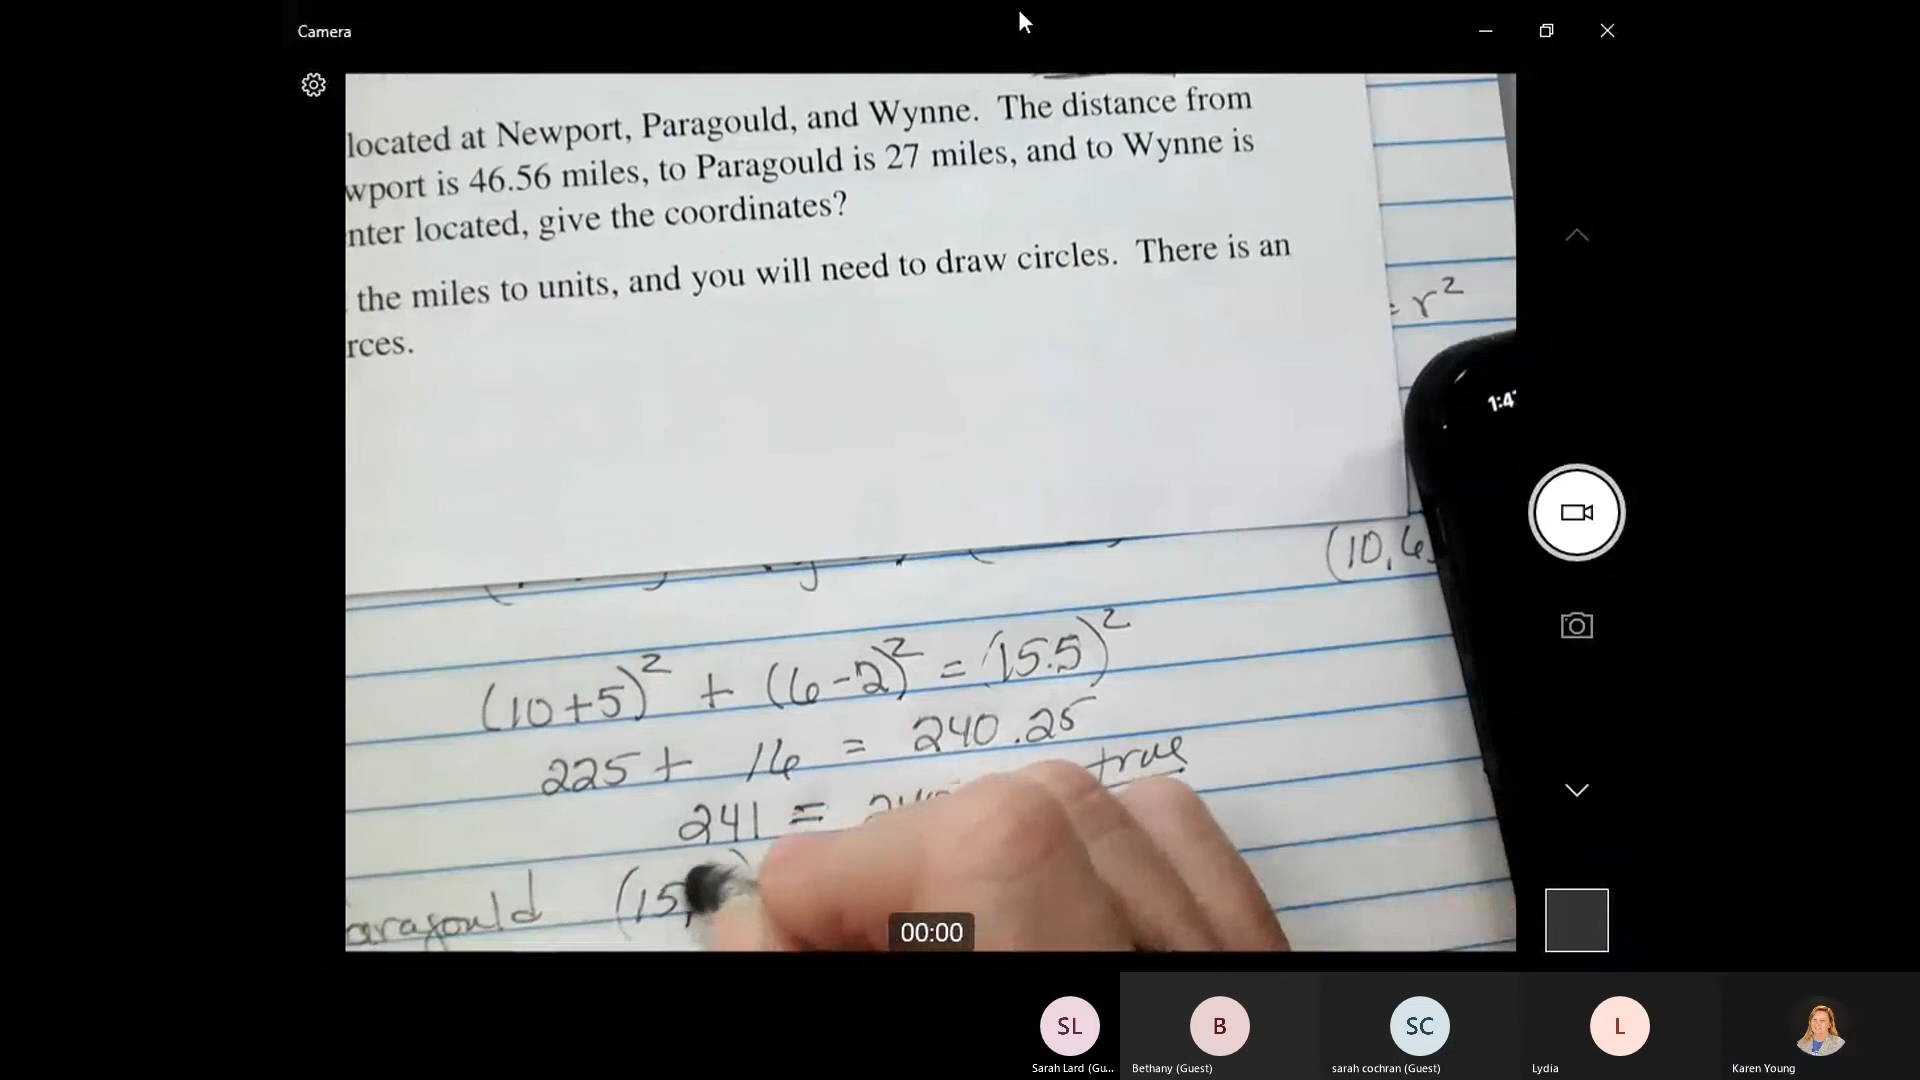 Camera
located at Newport, Paragould, and Wynne. The distance from
wport is 46.56 miles, to Paragould is 27 miles, and to Wynne is
nter located, give the coordinates?
the miles to units, and you will need to draw circles. There is an
rces.
= r²
1:4
(10, 6
(10+5)² + (6-2)² = (15.5)²
225 + 16 = 240.25
true
241 =
aragould (15,
00:00
SL
B
SC
L
Sarah Lard (Gu...
Bethany (Guest)
sarah cochran (Guest)
Lydia
Karen Young